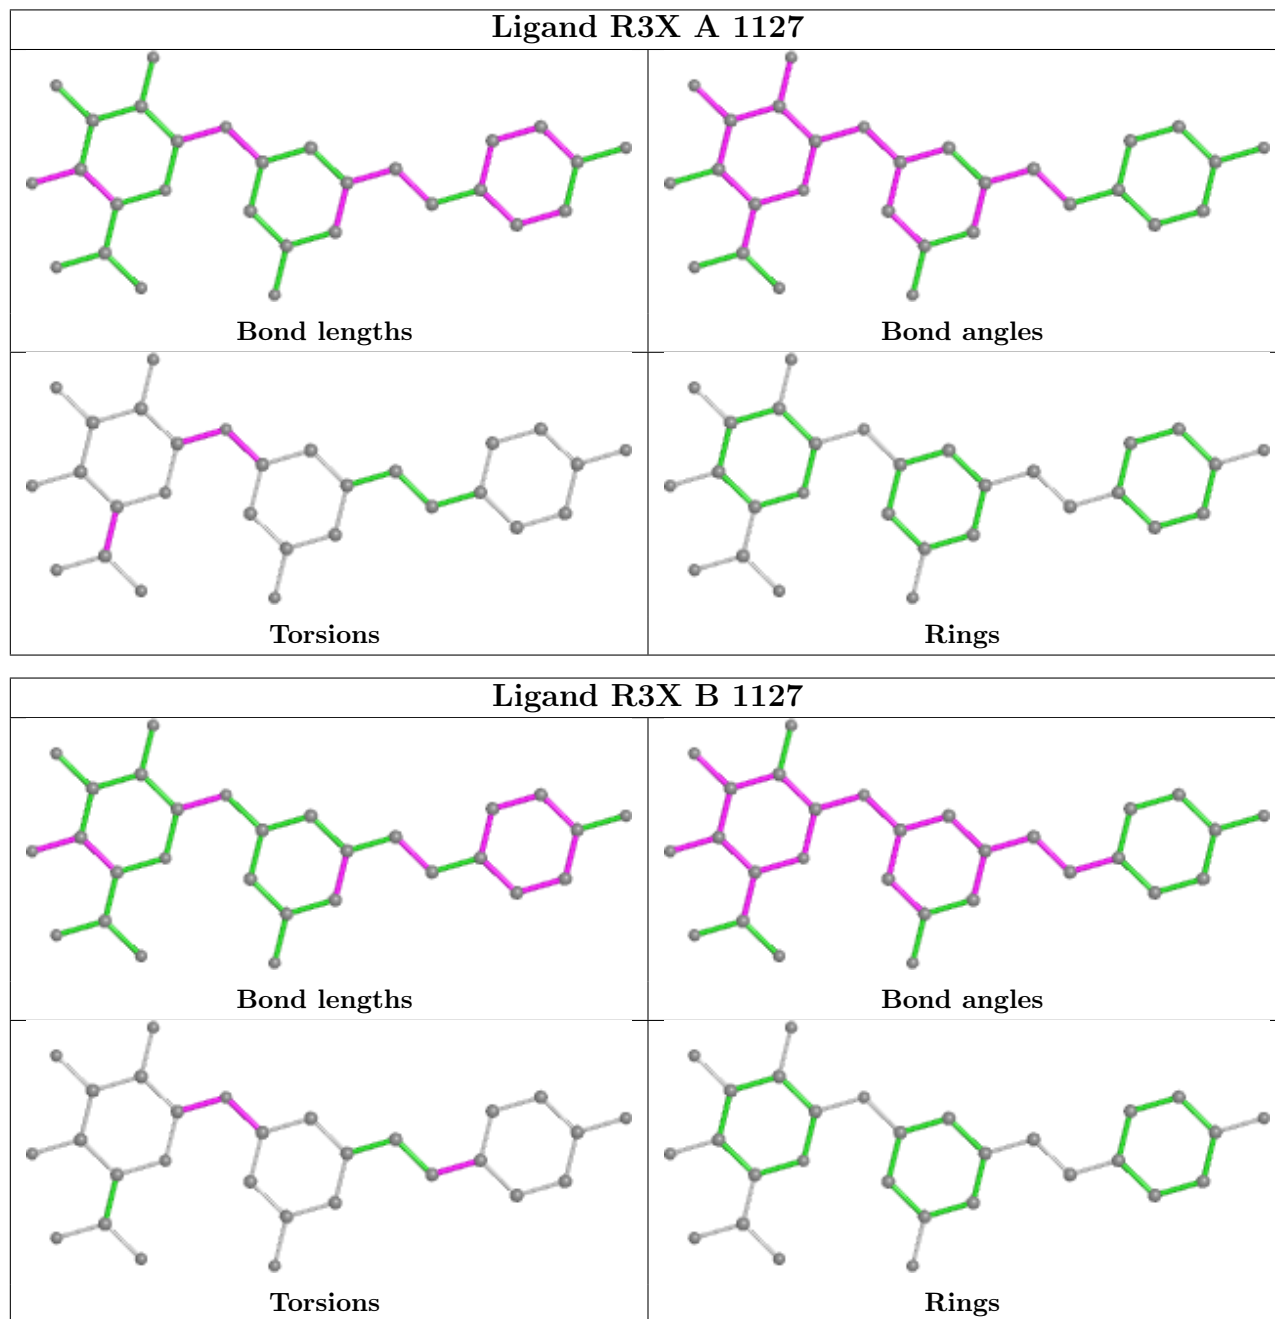 Ligand R3X A 1127
Bond lengths
Bond angles
Torsions
Rings
Ligand R3X B 1127
Bond lengths
Bond angles
Torsions
Rings